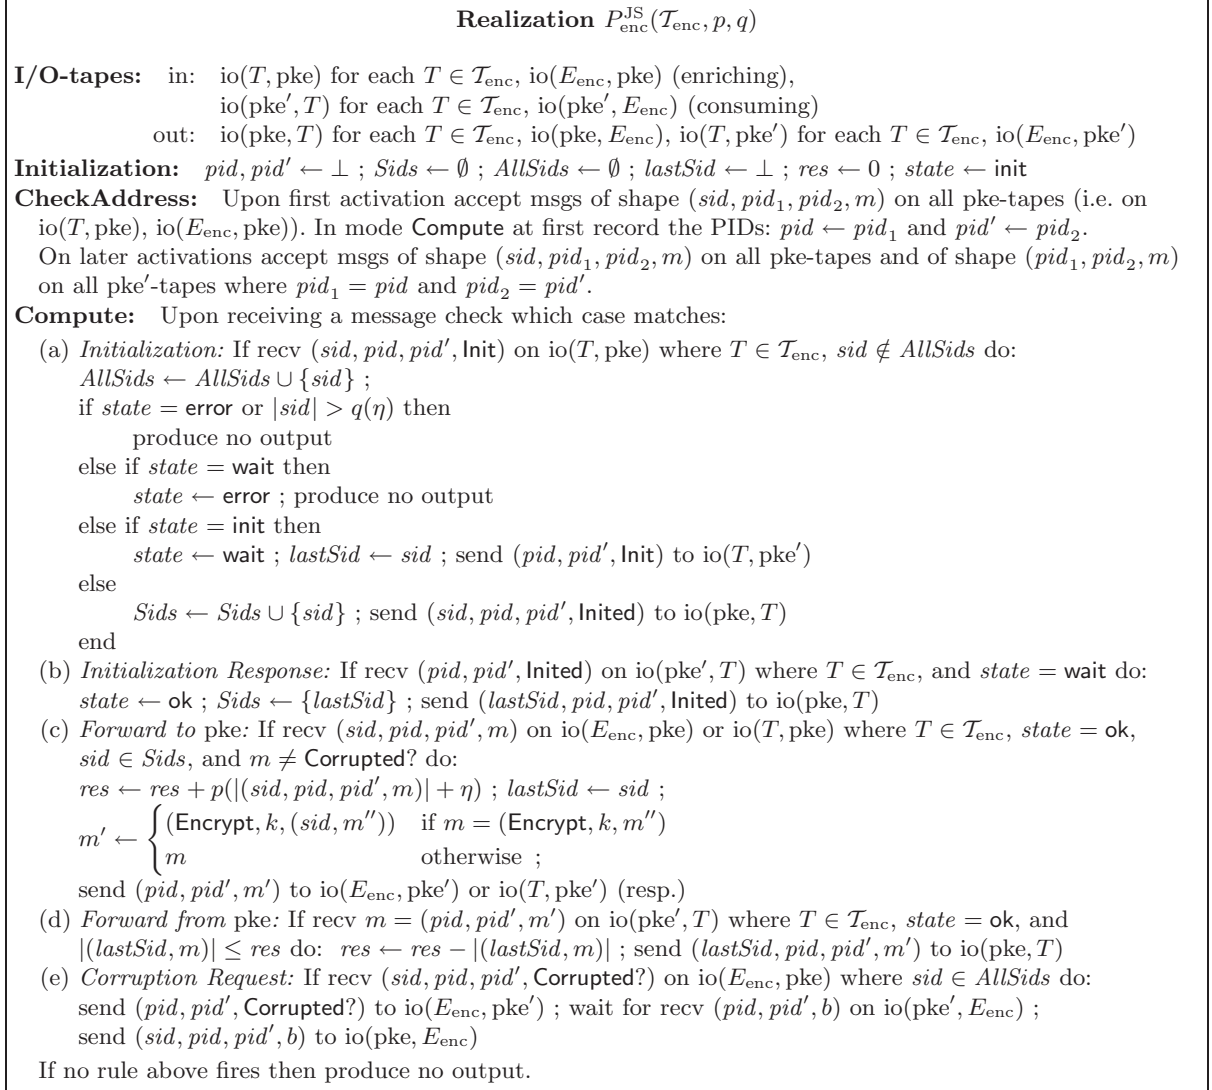 Realization P_enc^JS(𝒯_enc, p, q)
I/O-tapes: in: io(T, pke) for each T ∈ 𝒯_enc, io(E_enc, pke) (enriching),
io(pke′, T) for each T ∈ 𝒯_enc, io(pke′, E_enc) (consuming)
out: io(pke, T) for each T ∈ 𝒯_enc, io(pke, E_enc), io(T, pke′) for each T ∈ 𝒯_enc, io(E_enc, pke′)
Initialization: pid, pid′ ← ⊥ ; Sids ← ∅ ; AllSids ← ∅ ; lastSid ← ⊥ ; res ← 0 ; state ← init
CheckAddress: Upon first activation accept msgs of shape (sid, pid₁, pid₂, m) on all pke-tapes (i.e. on
io(T, pke), io(E_enc, pke)). In mode Compute at first record the PIDs: pid ← pid₁ and pid′ ← pid₂.
On later activations accept msgs of shape (sid, pid₁, pid₂, m) on all pke-tapes and of shape (pid₁, pid₂, m)
on all pke′-tapes where pid₁ = pid and pid₂ = pid′.
Compute: Upon receiving a message check which case matches:
(a) Initialization: If recv (sid, pid, pid′, Init) on io(T, pke) where T ∈ 𝒯_enc, sid ∉ AllSids do:
AllSids ← AllSids ∪ {sid} ;
if state = error or |sid| > q(η) then
produce no output
else if state = wait then
state ← error ; produce no output
else if state = init then
state ← wait ; lastSid ← sid ; send (pid, pid′, Init) to io(T, pke′)
else
Sids ← Sids ∪ {sid} ; send (sid, pid, pid′, Inited) to io(pke, T)
end
(b) Initialization Response: If recv (pid, pid′, Inited) on io(pke′, T) where T ∈ 𝒯_enc, and state = wait do:
state ← ok ; Sids ← {lastSid} ; send (lastSid, pid, pid′, Inited) to io(pke, T)
(c) Forward to pke: If recv (sid, pid, pid′, m) on io(E_enc, pke) or io(T, pke) where T ∈ 𝒯_enc, state = ok,
sid ∈ Sids, and m ≠ Corrupted? do:
res ← res + p(|(sid, pid, pid′, m)| + η) ; lastSid ← sid ;
m′ ← { (Encrypt, k, (sid, m″)) if m = (Encrypt, k, m″)
m otherwise ;
send (pid, pid′, m′) to io(E_enc, pke′) or io(T, pke′) (resp.)
(d) Forward from pke: If recv m = (pid, pid′, m′) on io(pke′, T) where T ∈ 𝒯_enc, state = ok, and
|(lastSid, m)| ≤ res do: res ← res − |(lastSid, m)| ; send (lastSid, pid, pid′, m′) to io(pke, T)
(e) Corruption Request: If recv (sid, pid, pid′, Corrupted?) on io(E_enc, pke) where sid ∈ AllSids do:
send (pid, pid′, Corrupted?) to io(E_enc, pke′) ; wait for recv (pid, pid′, b) on io(pke′, E_enc) ;
send (sid, pid, pid′, b) to io(pke, E_enc)
If no rule above fires then produce no output.